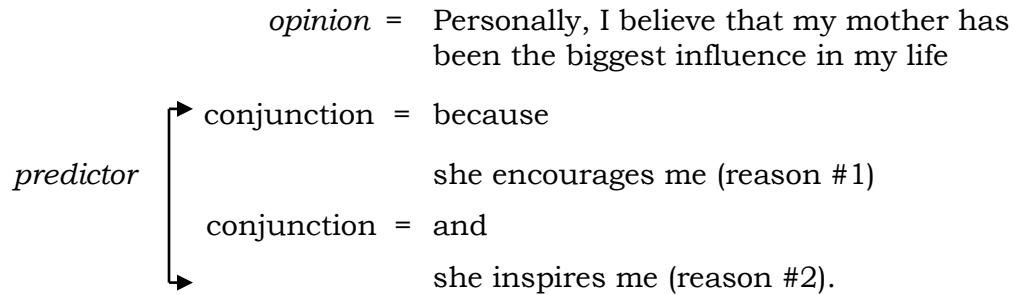 opinion = Personally, I believe that my mother has
been the biggest influence in my life
conjunction = because
predictor she encourages me (reason #1)
conjunction = and
she inspires me (reason #2).